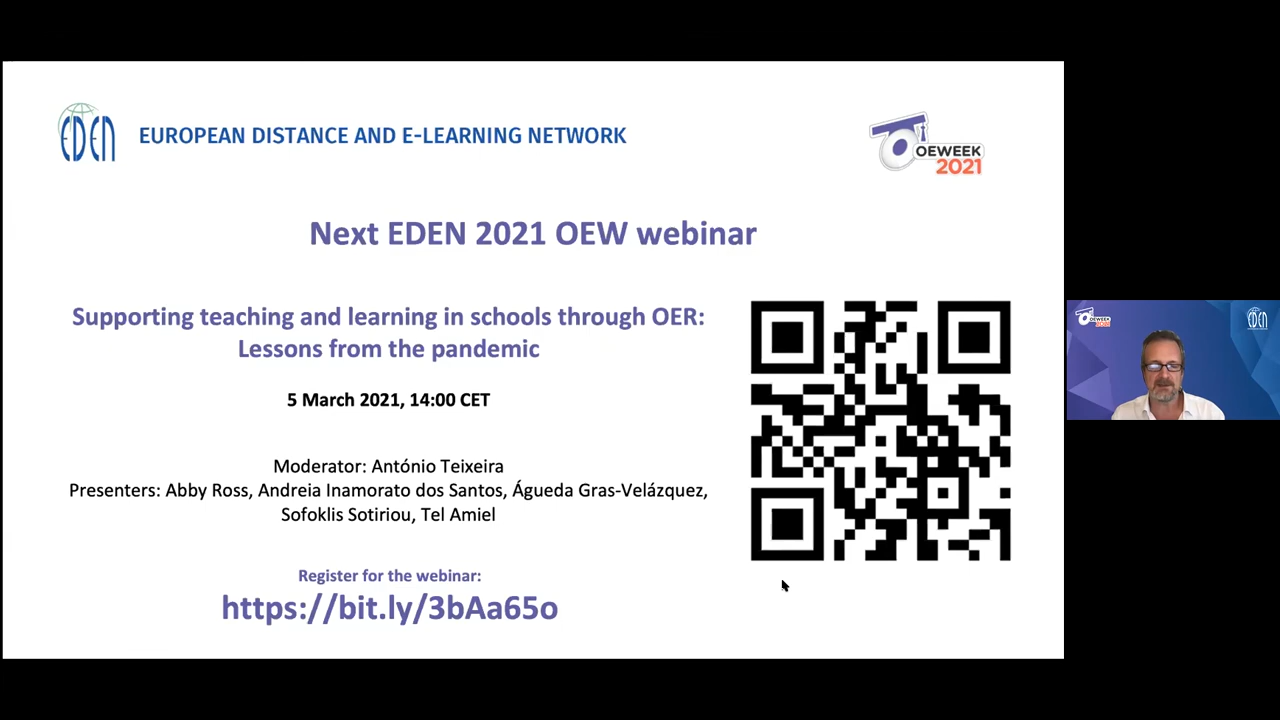 EDEN
EUROPEAN DISTANCE AND E-LEARNING NETWORK
OEWEEK
2021
Next EDEN 2021 OEW webinar
Supporting teaching and learning in schools through OER:
Lessons from the pandemic
5 March 2021, 14:00 CET
Moderator: António Teixeira
Presenters: Abby Ross, Andreia Inamorato dos Santos, Águeda Gras-Velázquez,
Sofoklis Sotiriou, Tel Amiel
Register for the webinar:
https://bit.ly/3bAa65o
OEWEEK
EDEN